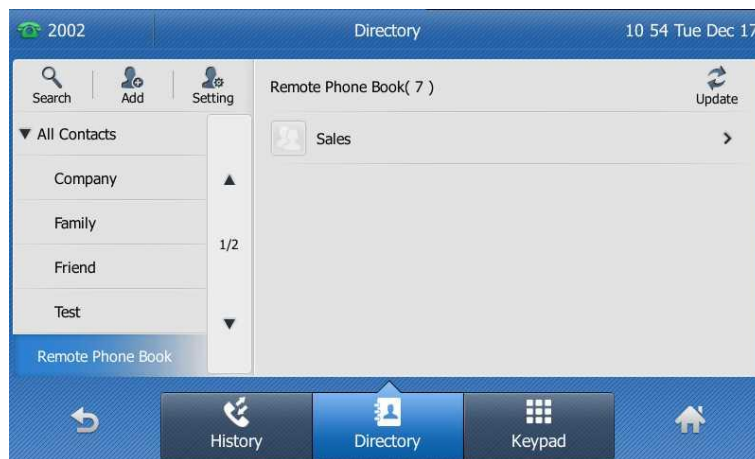 2002 Directory 10 54 Tue Dec 17
Search Add Setting
Remote Phone Book( 7 ) Update
All Contacts
Sales
Company
Family
1/2
Friend
Test
Remote Phone Book
History Directory Keypad